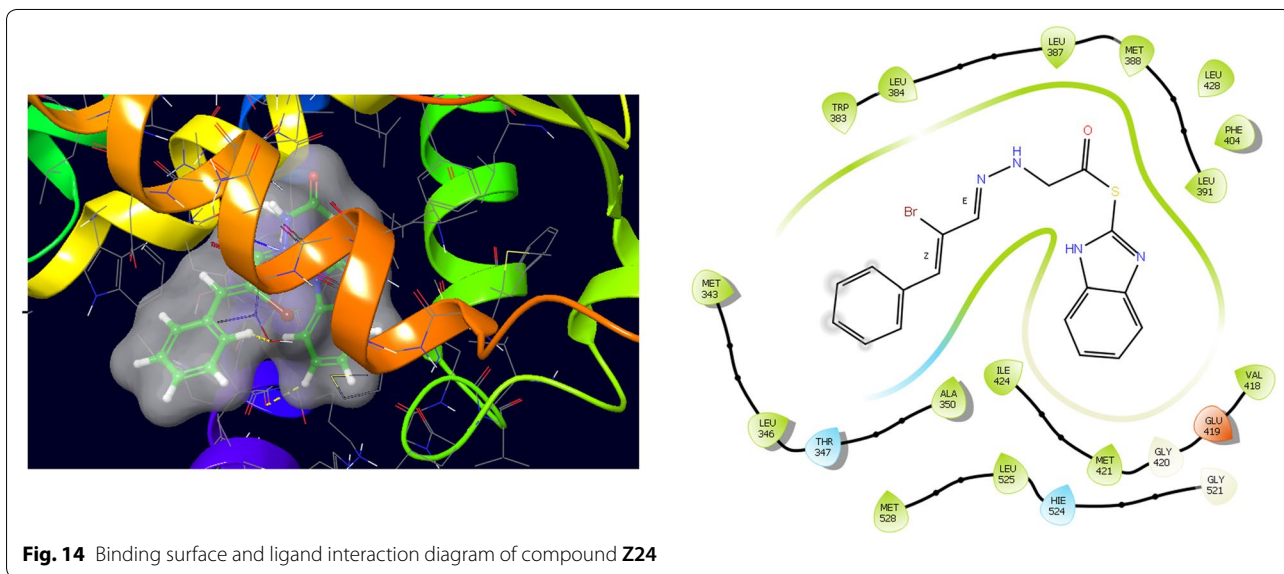 LEU
387
MET
388
LEU
384
LEU
428
TRP
383
PHE
404
LEU
391
O
H
N
N
S
E
Br
Z
HN
N
MET
343
ILE
424
VAL
418
ALA
350
GLU
419
LEU
346
THR
347
MET
421
GLY
420
LEU
525
GLY
521
MET
528
HIE
524
Fig. 14 Binding surface and ligand interaction diagram of compound Z24